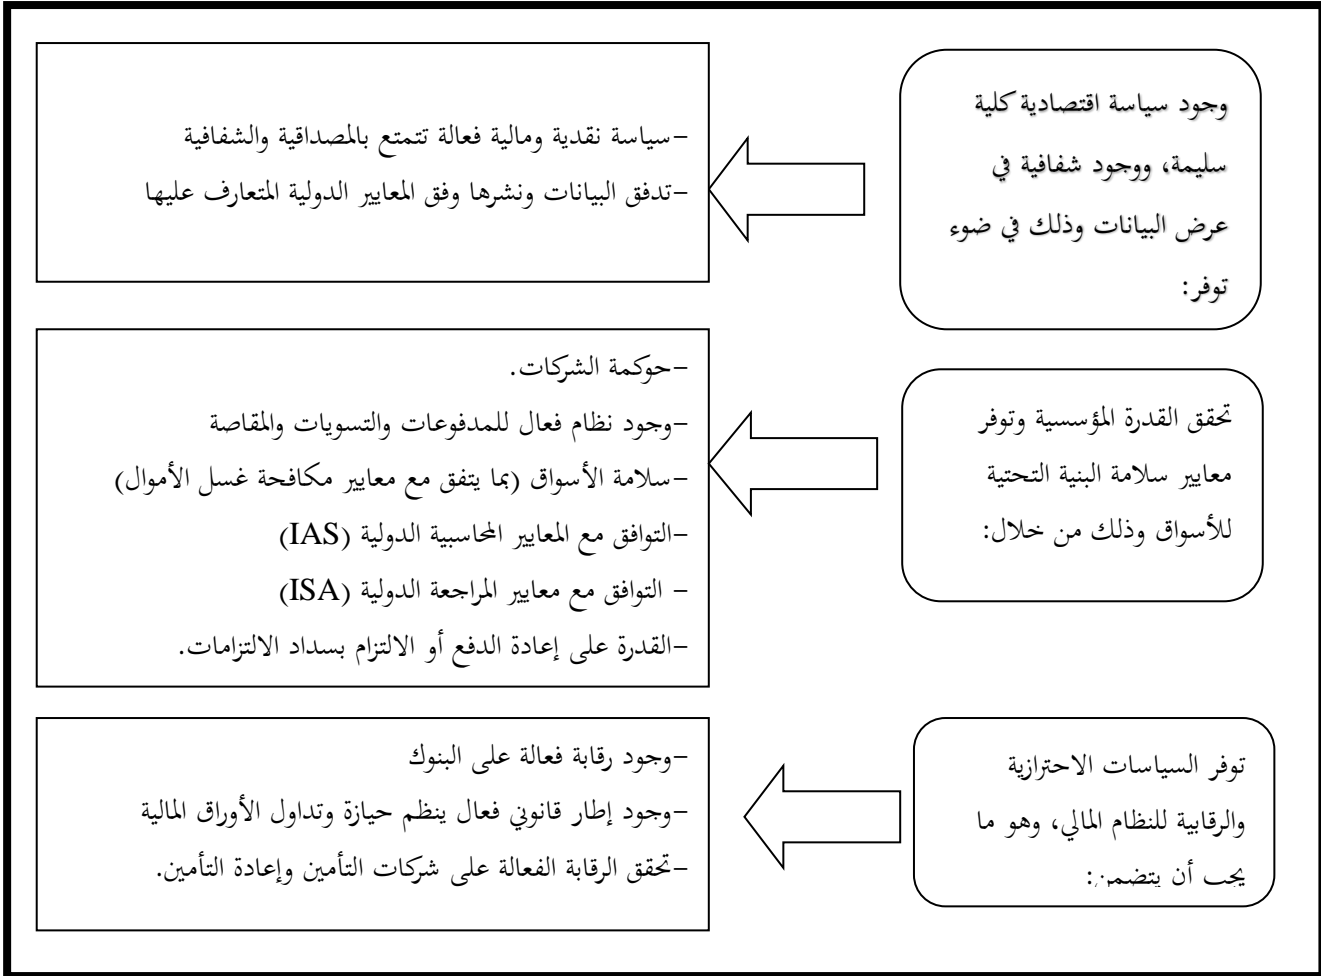 وجود سياسة اقتصادية كلية
سليمة، ووجود شفافية في
عرض البيانات وذلك في ضوء
توفر:
-سياسة نقدية ومالية فعالة تتمتع بالمصداقية والشفافية
-تدفق البيانات ونشرها وفق المعايير الدولية المتعارف عليها
تحقق القدرة المؤسسية وتوفر
معايير سلامة البنية التحتية
للأسواق وذلك من خلال:
-حوكمة الشركات.
-وجود نظام فعال للمدفوعات والتسويات والمقاصة
-سلامة الأسواق (بما يتفق مع معايير مكافحة غسل الأموال)
-التوافق مع المعايير المحاسبية الدولية (IAS)
- التوافق مع معايير المراجعة الدولية (ISA)
-القدرة على إعادة الدفع أو الالتزام بسداد الالتزامات.
توفر السياسات الاحترازية
والرقابية للنظام المالي، وهو ما
يجب أن يتضمن:
-وجود رقابة فعالة على البنوك
-وجود إطار قانوني فعال ينظم حيازة وتداول الأوراق المالية
-تحقق الرقابة الفعالة على شركات التأمين وإعادة التأمين.